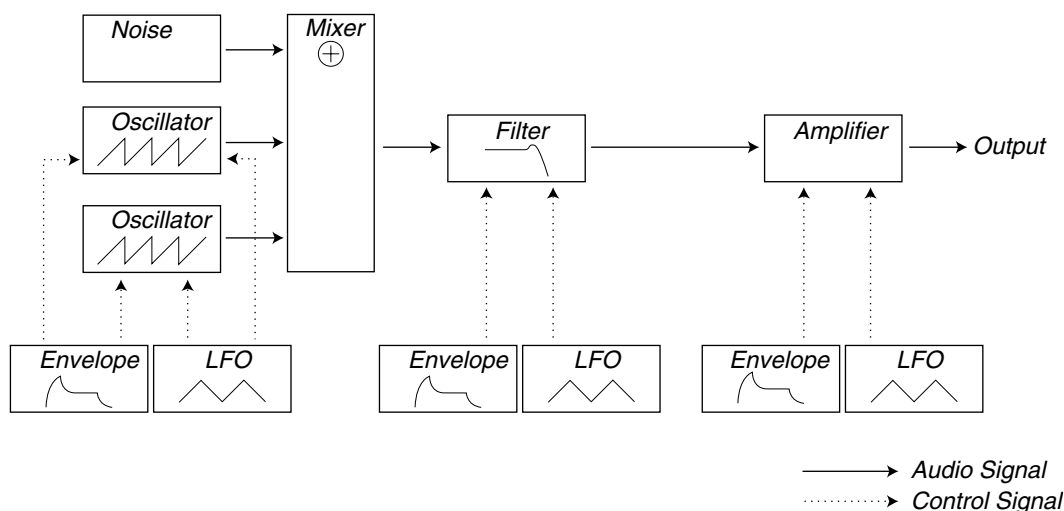 Noise
Mixer
Oscillator
Filter
Amplifier
Output
Oscillator
Envelope
LFO
Envelope
LFO
Envelope
LFO
Audio Signal
Control Signal